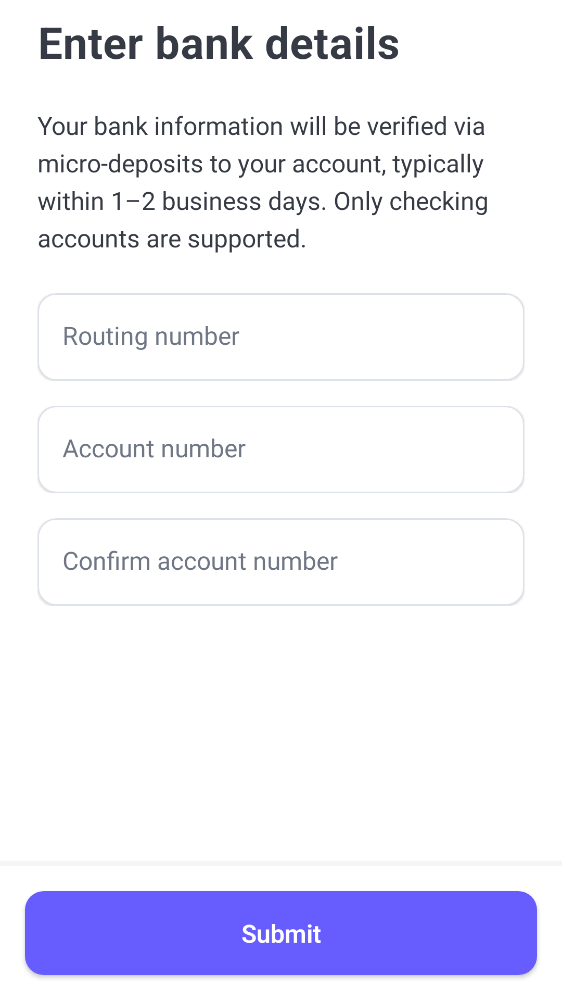 Enter bank details
Your bank information will be verified via
micro-deposits to your account, typically
within 1–2 business days. Only checking
accounts are supported.
Routing number
Account number
Confirm account number
Submit